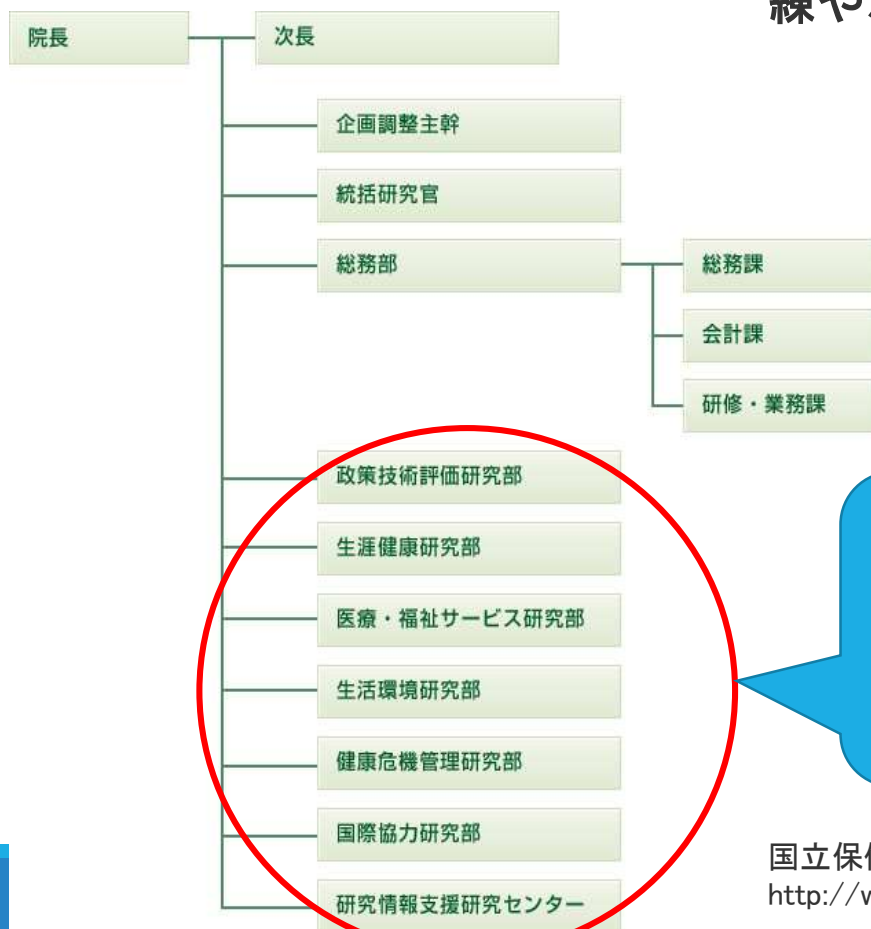 練や
院長
次長
企画調整主幹
統括研究官
総務部
総務課
会計課
研修・業務課
政策技術評価研究部
生涯健康研究部
医療・福祉サービス研究部
生活環境研究部
健康危機管理研究部
国際協力研究部
研究情報支援研究センター
国立保
http://w